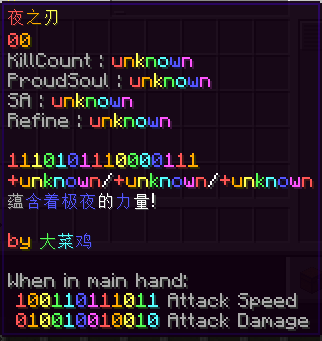 夜之刃
00
KillCount : unknown
ProudSoul : unknown
SA : unknown
Refine : unknown
1110101110000111
+unknown/+unknown/+unknown
蕴含着极夜的力量!
by 大菜鸡
When in main hand:
100110111011 Attack Speed
010010010010 Attack Damage